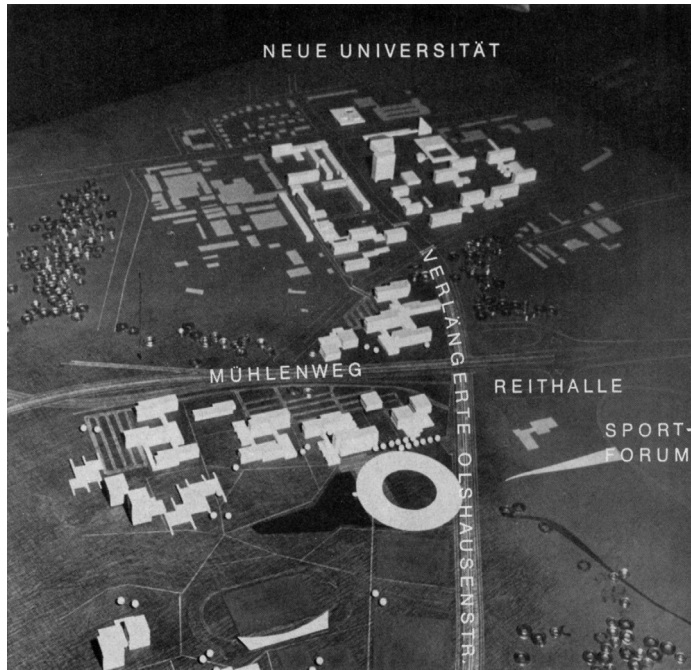 NEUE UNIVERSITÄT
VERLÄNGERTE OLSHAUSENSTR.
MÜHLENWEG
REITHALLE
SPORT-
FORUM